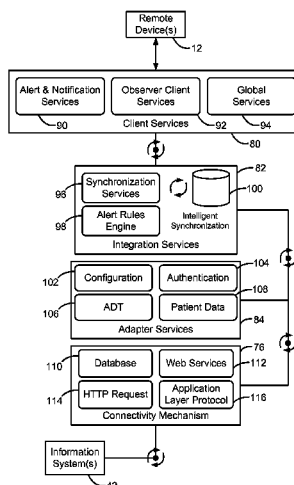 Remote
Device(s)
12
Alert & Notification
Services
Observer Client
Services
Global
Services
90
92
94
Client Services
80
82
96
Synchronization
Services
100
98
Alert Rules
Engine
Intelligent
Synchronization
Integration Services
102
Configuration
Authentication
104
108
106
ADT
Patient Data
Adapter Services
84
76
110
Database
Web Services
112
114
HTTP Request
Application
Layer Protocol
116
Connectivity Mechanism
Information
System(s)